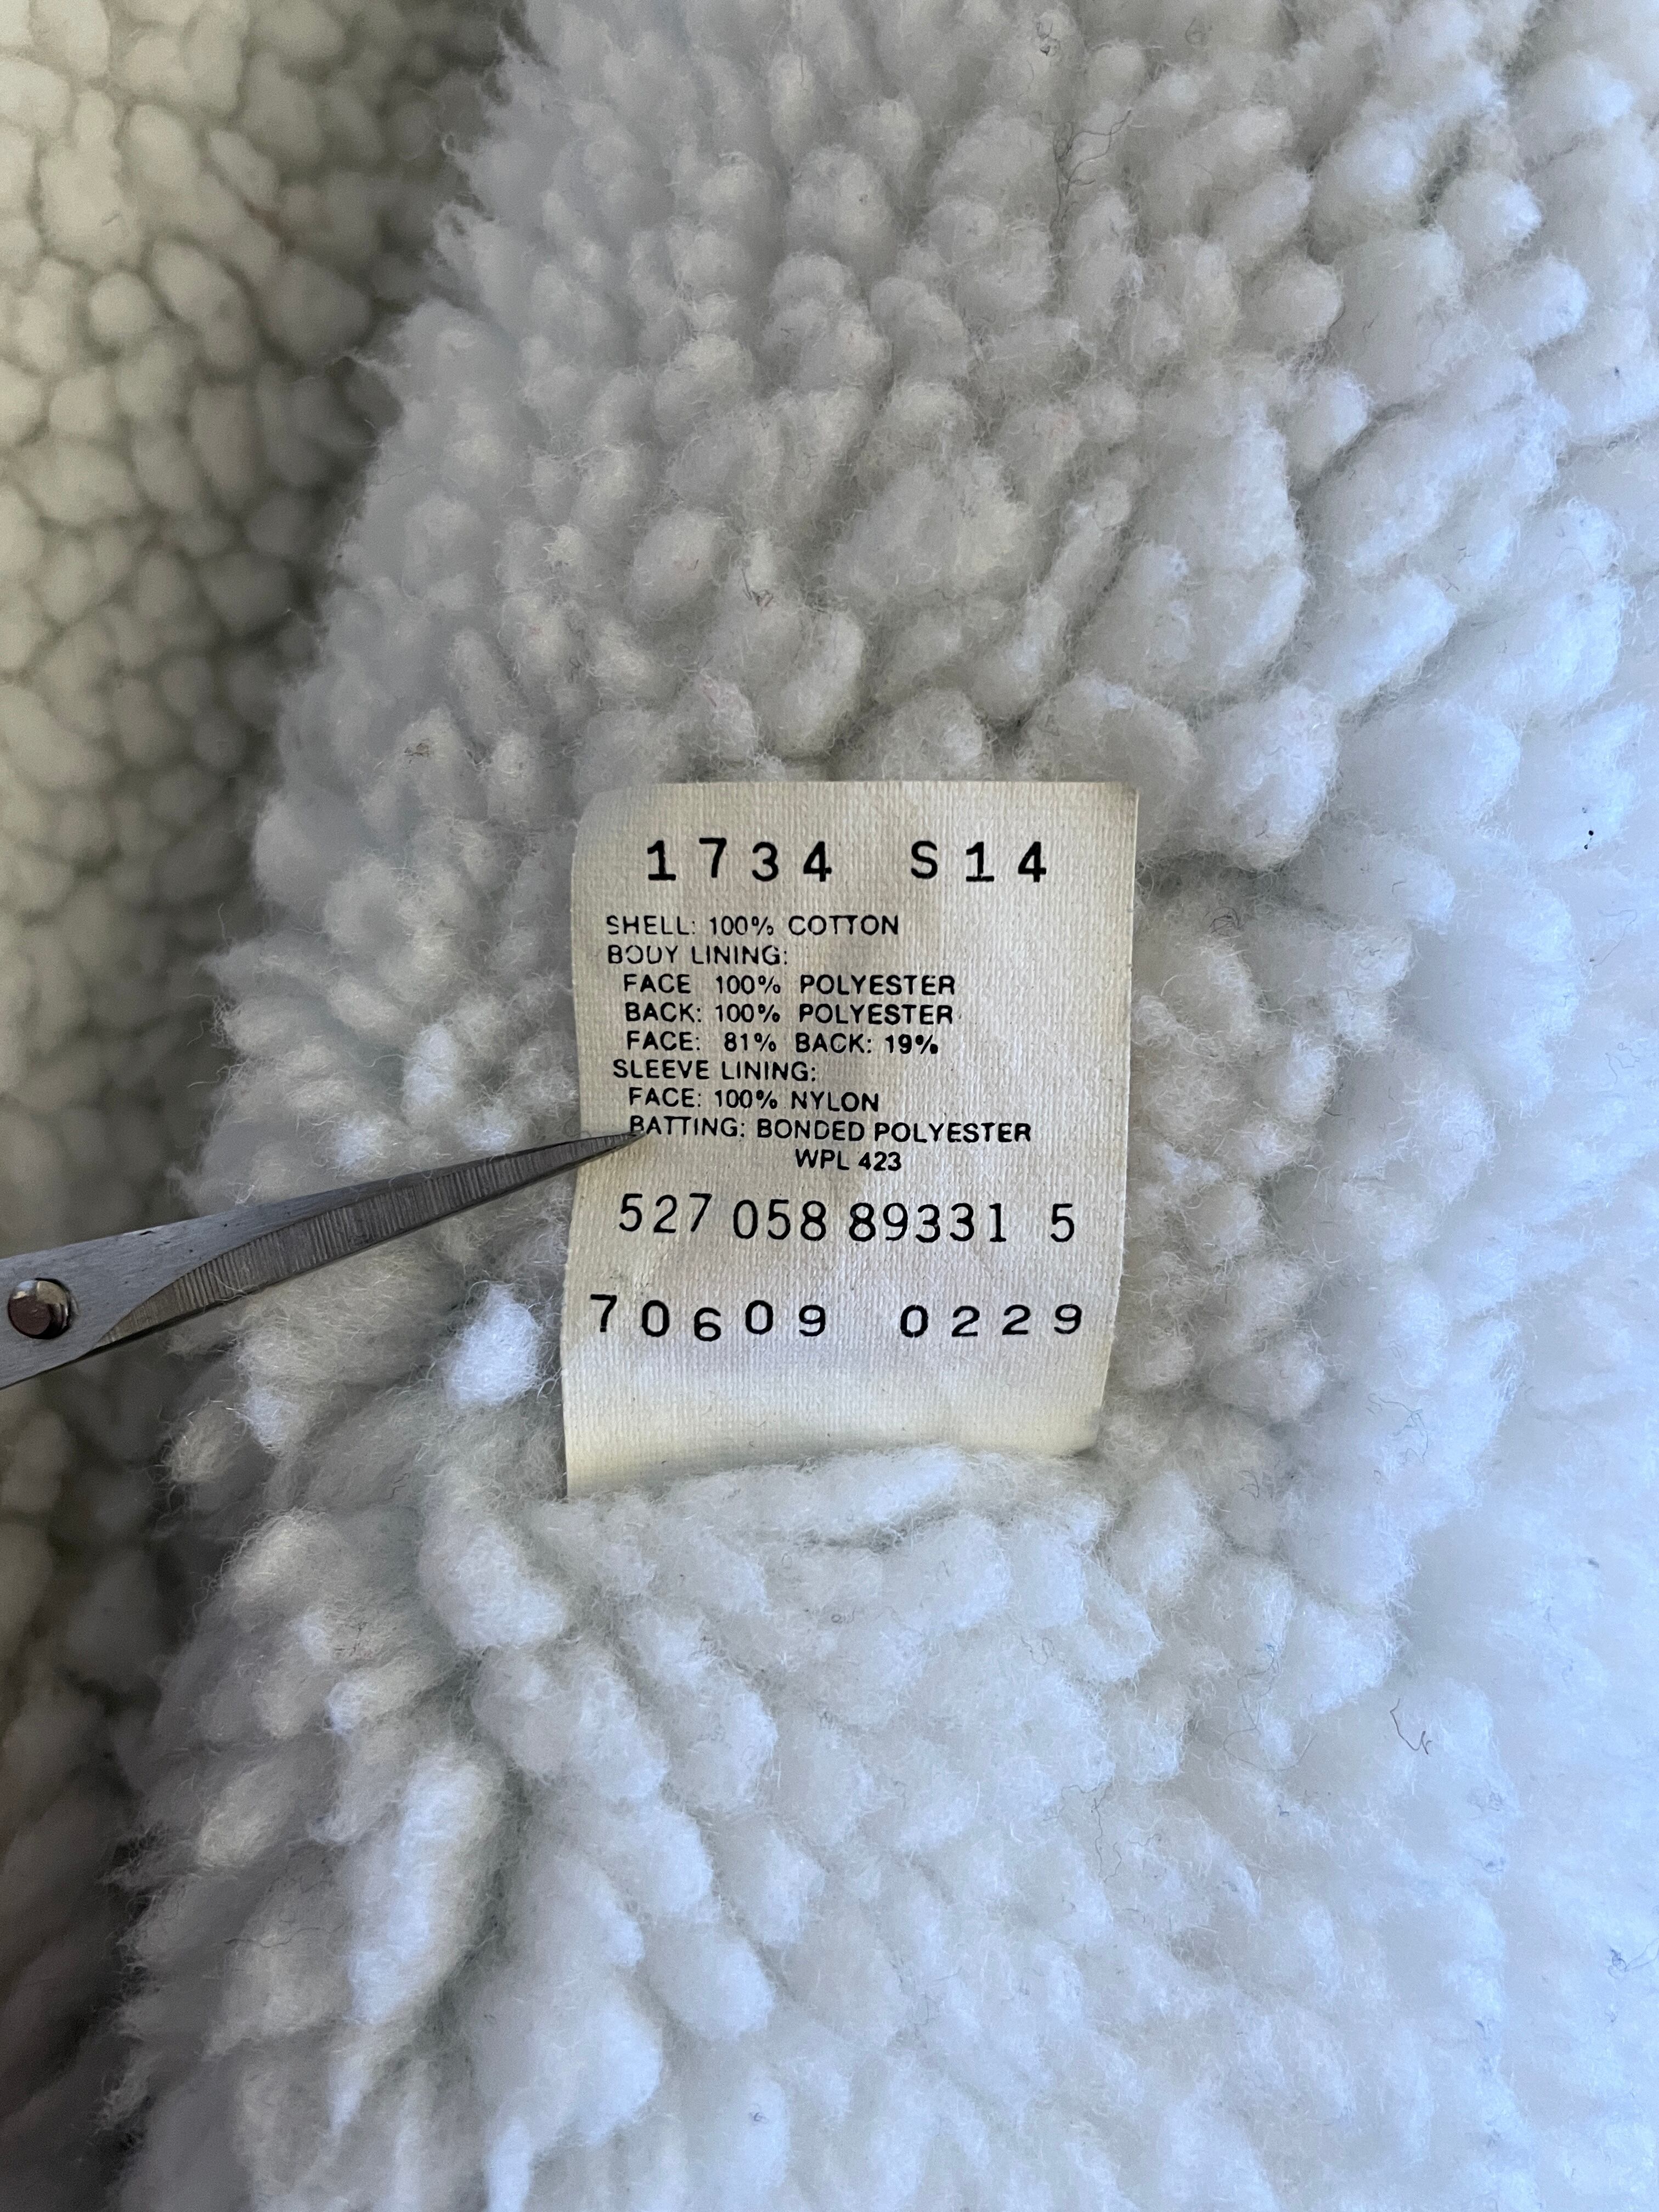 1734 S14
SHELL: 100% COTTON
BODY LINING:
FACE 100% POLYESTER
BACK: 100% POLYESTER
FACE: 81% BACK: 19%
SLEEVE LINING:
FACE: 100% NYLON
BATTING: BONDED POLYESTER
WPL 423
527 058 89331 5
70609 0229